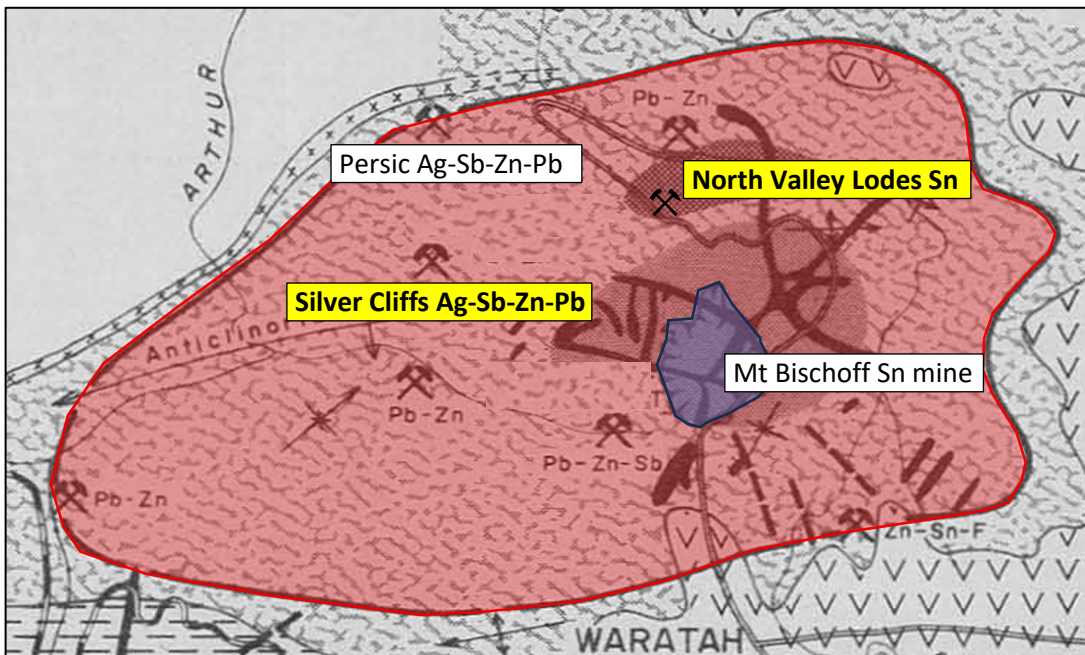 ARTHUR
Pb-Zn
Persic Ag-Sb-Zn-Pb
North Valley Lodes Sn
Silver Cliffs Ag-Sb-Zn-Pb
Mt Bischoff Sn mine
Pb-Zn
Pb-Zn-Sb
Pb-Zn
Zn-Sn-F
WARATAH